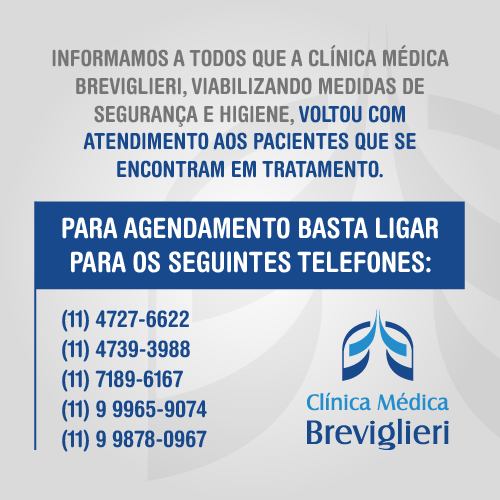 INFORMAMOS A TODOS QUE A CLÍNICA MÉDICA
BREVIGLIERI, VIABILIZANDO MEDIDAS DE
SEGURANÇA E HIGIENE, VOLTOU COM
ATENDIMENTO AOS PACIENTES QUE SE
ENCONTRAM EM TRATAMENTO.
PARA AGENDAMENTO BASTA LIGAR
PARA OS SEGUINTES TELEFONES:
(11) 4727-6622
(11) 4739-3988
(11) 7189-6167
(11) 9 9965-9074
(11) 9 9878-0967
Clínica Médica
Breviglieri